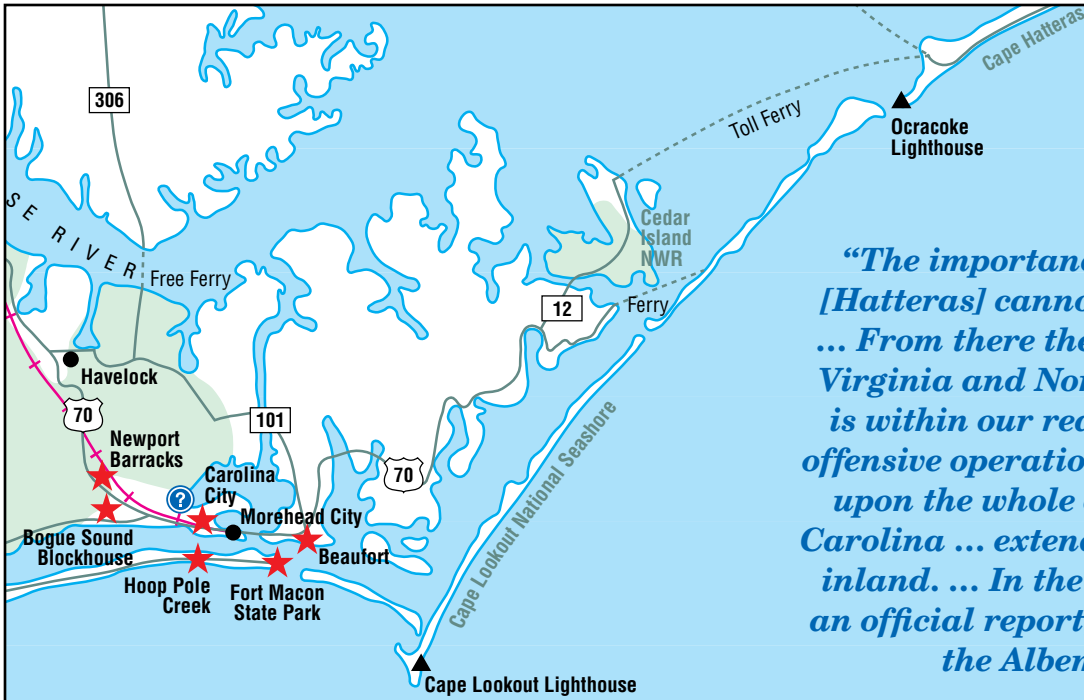 306
SE RIVER
Free Ferry
Havelock
70
Newport
Barracks
101
Carolina
City
?
Morehead City
Bogue Sound
Blockhouse
Hoop Pole
Creek
Fort Macon
State Park
Beaufort
70
12
Ferry
Cedar
Island
NWR
Toll Ferry
Cape Hatteras
Ocracoke
Lighthouse
Cape Lookout National Seashore
Cape Lookout Lighthouse
“The importanc
[Hatteras] canno
... From there the
Virginia and Nor
is within our rea
offensive operatio
upon the whole
Carolina ... exten
inland. ... In the
an official report
the Albem